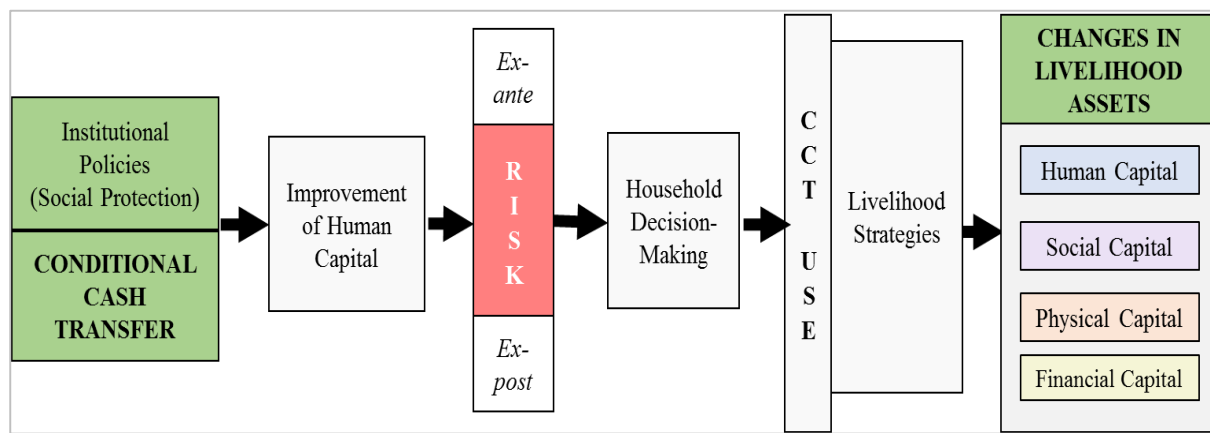 Institutional
Policies
(Social Protection)
CONDITIONAL
CASH
TRANSFER
Improvement
of Human
Capital
Ex-
ante
R
I
S
K
Ex-
post
Household
Decision-
Making
C
C
T
U
S
E
Livelihood
Strategies
CHANGES IN
LIVELIHOOD
ASSETS
Human Capital
Social Capital
Physical Capital
Financial Capital